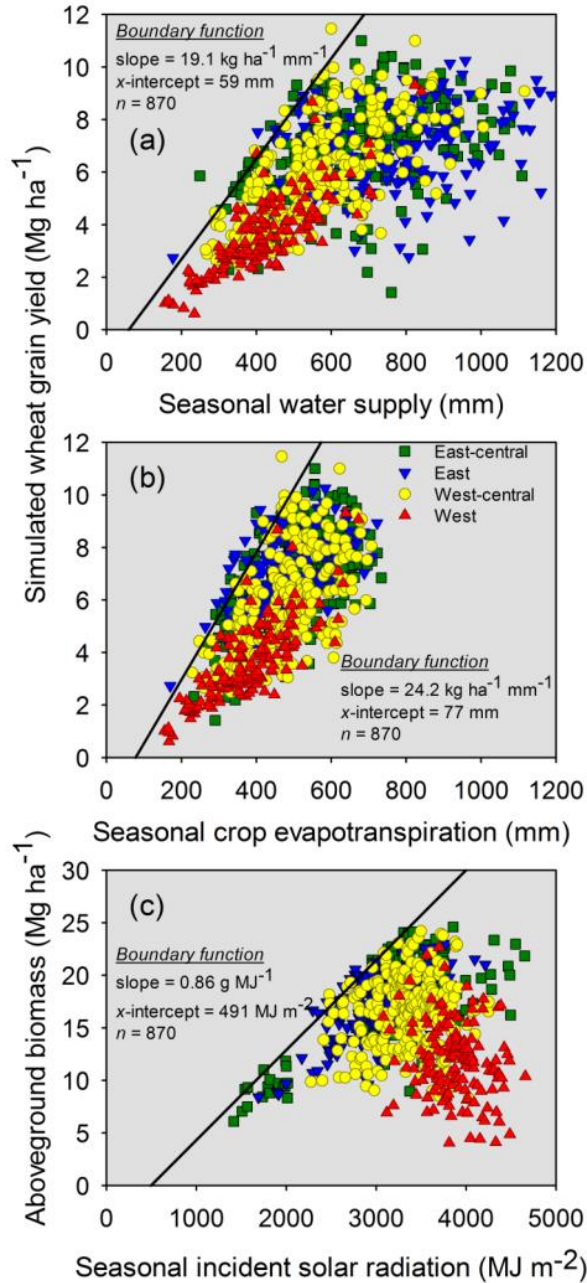 Simulated wheat grain yield (Mg ha⁻¹)
12
10
8
6
4
2
0
Boundary function
slope = 19.1 kg ha⁻¹ mm⁻¹
x-intercept = 59 mm
n = 870
(a)
0 200 400 600 800 1000 1200
Seasonal water supply (mm)
12
10
8
6
4
2
0
(b)
East-central
East
West-central
West
Boundary function
slope = 24.2 kg ha⁻¹ mm⁻¹
x-intercept = 77 mm
n = 870
0 200 400 600 800 1000 1200
Seasonal crop evapotranspiration (mm)
Aboveground biomass (Mg ha⁻¹)
30
25
20
15
10
5
0
(c)
Boundary function
slope = 0.86 g MJ⁻¹
x-intercept = 491 MJ m⁻²
n = 870
0 1000 2000 3000 4000 5000
Seasonal incident solar radiation (MJ m⁻²)